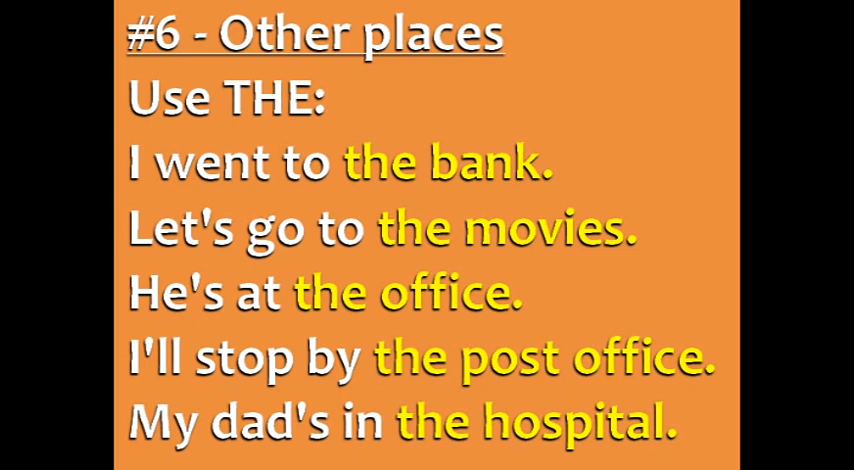 #6 - Other places
Use THE:
I went to the bank.
Let's go to the movies.
He's at the office.
I'll stop by the post office.
My dad's in the hospital.